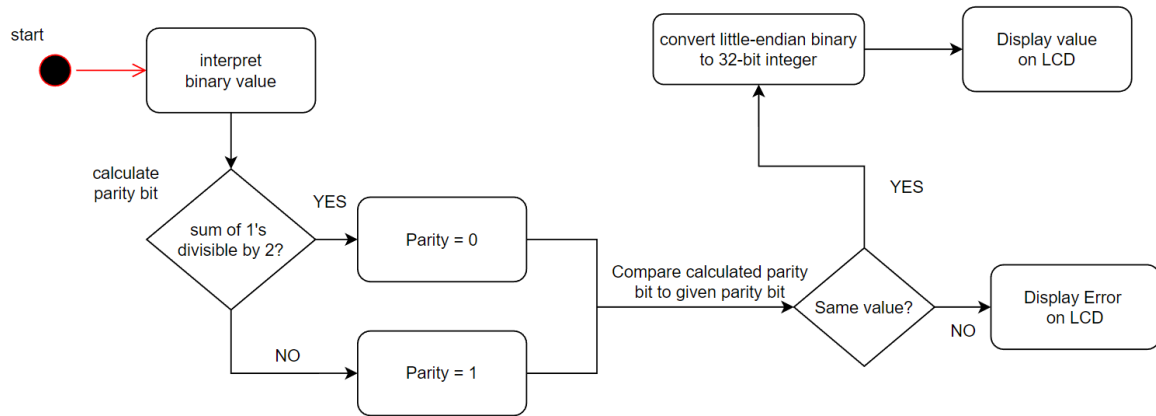 start
interpret
binary value
calculate
parity bit
sum of 1's
divisible by 2?
YES
Parity = 0
NO
Parity = 1
Compare calculated parity
bit to given parity bit
Same value?
YES
convert little-endian binary
to 32-bit integer
Display value
on LCD
NO
Display Error
on LCD